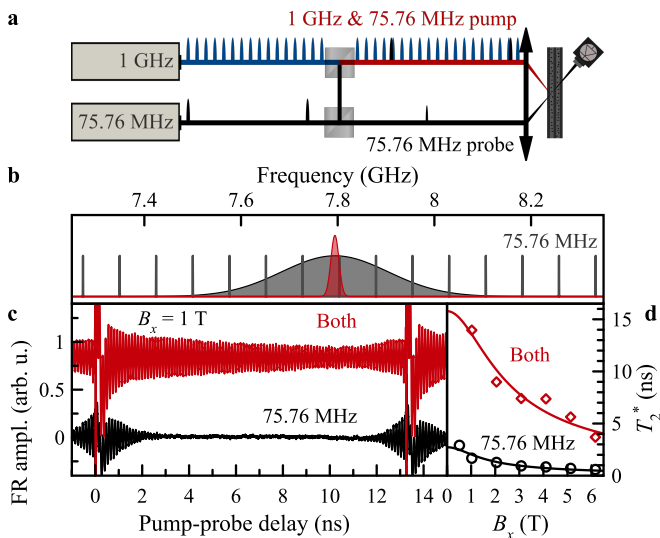 a
1 GHz & 75.76 MHz pump
1 GHz
75.76 MHz
75.76 MHz probe
b
Frequency (GHz)
7.4 7.6 7.8 8 8.2
75.76 MHz
c
B_x = 1 T
Both
75.76 MHz
FR ampl. (arb. u.)
1
0.5
0
0 2 4 6 8 10 12 14
Pump-probe delay (ns)
d
Both
75.76 MHz
15
10
5
0
T_2^* (ns)
0 1 2 3 4 5 6
B_x (T)